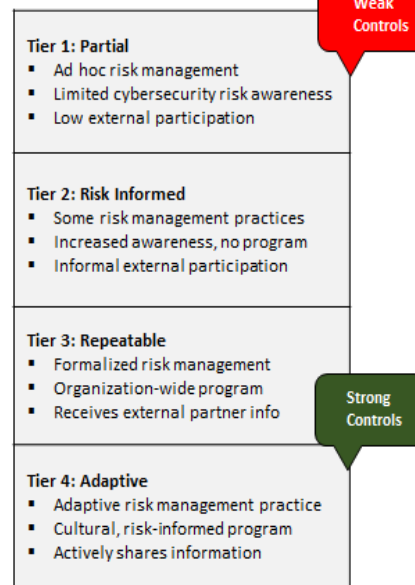 Weak
Controls
Tier 1: Partial
▪ Ad hoc risk management
▪ Limited cybersecurity risk awareness
▪ Low external participation
Tier 2: Risk Informed
▪ Some risk management practices
▪ Increased awareness, no program
▪ Informal external participation
Tier 3: Repeatable
▪ Formalized risk management
▪ Organization-wide program
▪ Receives external partner info
Strong
Controls
Tier 4: Adaptive
▪ Adaptive risk management practice
▪ Cultural, risk-informed program
▪ Actively shares information